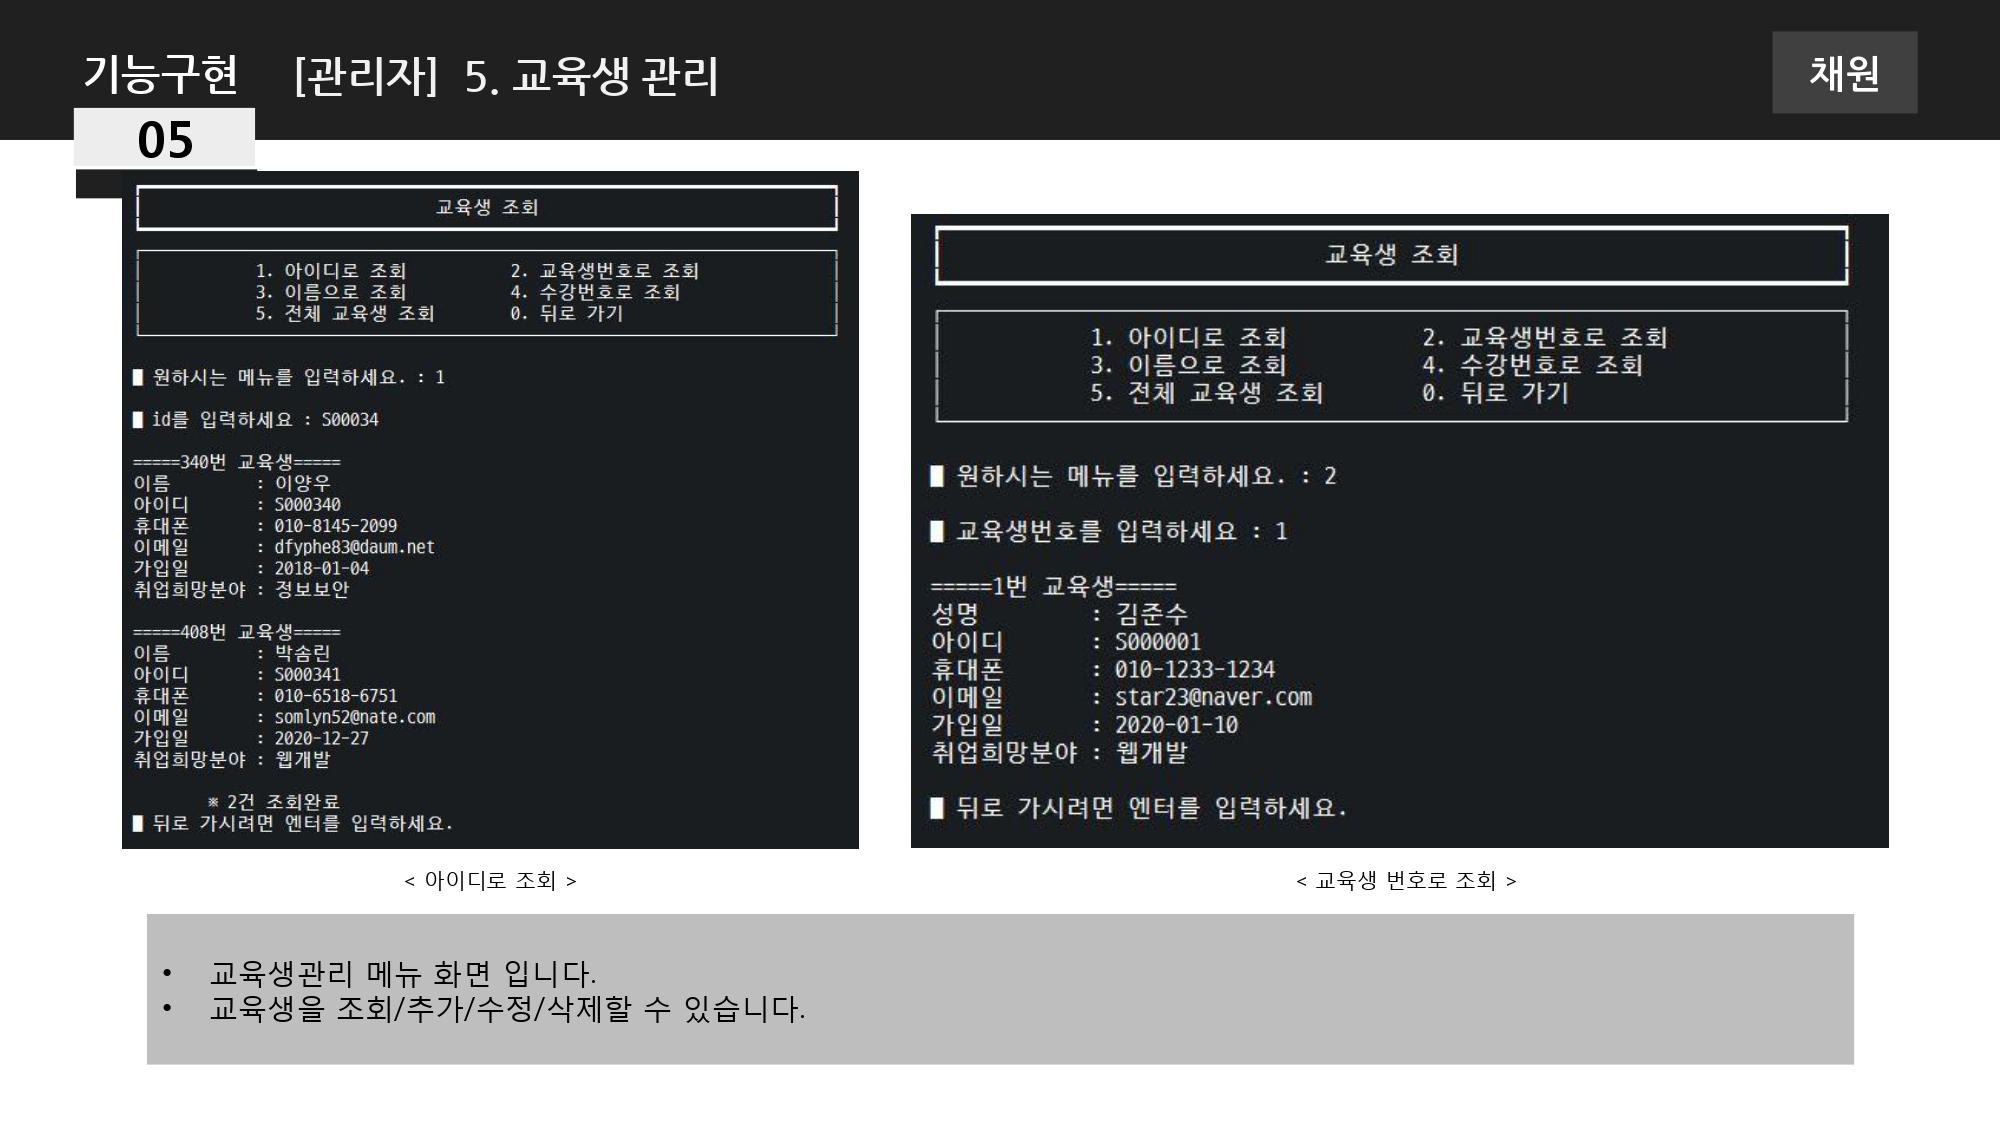 기능구현 [관리자] 5. 교육생 관리
채원
05
교육생 조회
1. 아이디로 조회 2. 교육생번호로 조회
3. 이름으로 조회 4. 수강번호로 조회
5. 전체 교육생 조회 0. 뒤로 가기
원하시는 메뉴를 입력하세요. : 1
id를 입력하세요 : S00034
=====340번 교육생=====
이름 : 이양우
아이디 : S000340
휴대폰 : 010-8145-2099
이메일 : dfyphe83@daum.net
가입일 : 2018-01-04
취업희망분야 : 정보보안
=====408번 교육생=====
이름 : 박솜린
아이디 : S000341
휴대폰 : 010-6518-6751
이메일 : somlyn52@nate.com
가입일 : 2020-12-27
취업희망분야 : 웹개발
※ 2건 조회완료
뒤로 가시려면 엔터를 입력하세요.
< 아이디로 조회 >
교육생 조회
1. 아이디로 조회 2. 교육생번호로 조회
3. 이름으로 조회 4. 수강번호로 조회
5. 전체 교육생 조회 0. 뒤로 가기
원하시는 메뉴를 입력하세요. : 2
교육생번호를 입력하세요 : 1
=====1번 교육생=====
성명 : 김준수
아이디 : S000001
휴대폰 : 010-1233-1234
이메일 : star23@naver.com
가입일 : 2020-01-10
취업희망분야 : 웹개발
뒤로 가시려면 엔터를 입력하세요.
< 교육생 번호로 조회 >
• 교육생관리 메뉴 화면 입니다.
• 교육생을 조회/추가/수정/삭제할 수 있습니다.